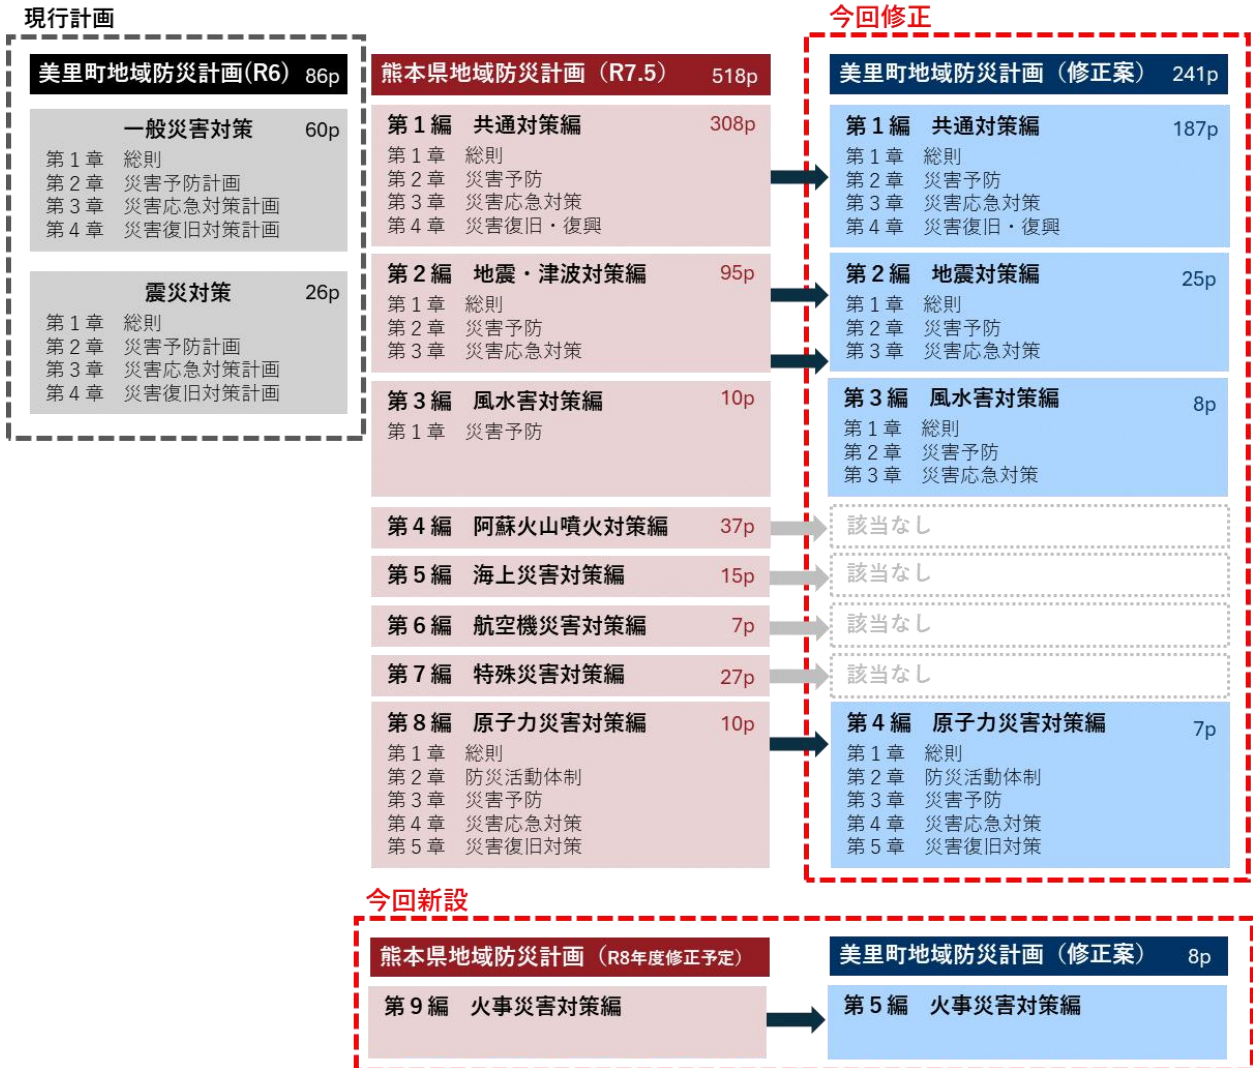 現行計画
美里町地域防災計画(R6) 86p
一般災害対策 60p
第1章 総則
第2章 災害予防計画
第3章 災害応急対策計画
第4章 災害復旧対策計画
震災対策 26p
第1章 総則
第2章 災害予防計画
第3章 災害応急対策計画
第4章 災害復旧対策計画
熊本県地域防災計画（R7.5） 518p
第1編 共通対策編 308p
第1章 総則
第2章 災害予防
第3章 災害応急対策
第4章 災害復旧・復興
第2編 地震・津波対策編 95p
第1章 総則
第2章 災害予防
第3章 災害応急対策
第3編 風水害対策編 10p
第1章 災害予防
第4編 阿蘇火山噴火対策編 37p
第5編 海上災害対策編 15p
第6編 航空機災害対策編 7p
第7編 特殊災害対策編 27p
第8編 原子力災害対策編 10p
第1章 総則
第2章 防災活動体制
第3章 災害予防
第4章 災害応急対策
第5章 災害復旧対策
今回修正
美里町地域防災計画（修正案） 241p
第1編 共通対策編 187p
第1章 総則
第2章 災害予防
第3章 災害応急対策
第4章 災害復旧・復興
第2編 地震対策編 25p
第1章 総則
第2章 災害予防
第3章 災害応急対策
第3編 風水害対策編 8p
第1章 総則
第2章 災害予防
第3章 災害応急対策
該当なし
該当なし
該当なし
該当なし
第4編 原子力災害対策編 7p
第1章 総則
第2章 防災活動体制
第3章 災害予防
第4章 災害応急対策
第5章 災害復旧対策
今回新設
熊本県地域防災計画（R8年度修正予定）
第9編 火事災害対策編
美里町地域防災計画（修正案） 8p
第5編 火事災害対策編